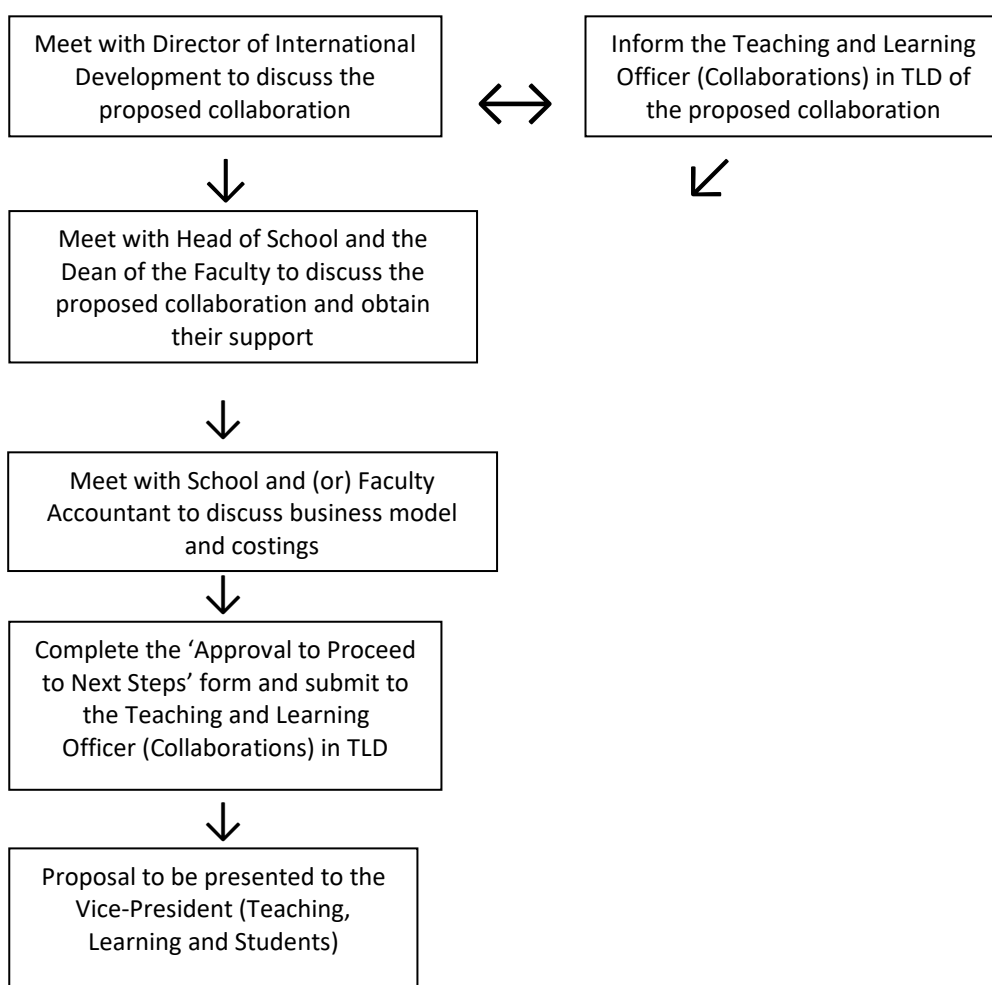 Meet with Director of International
Development to discuss the
proposed collaboration
Inform the Teaching and Learning
Officer (Collaborations) in TLD of
the proposed collaboration
Meet with Head of School and the
Dean of the Faculty to discuss the
proposed collaboration and obtain
their support
Meet with School and (or) Faculty
Accountant to discuss business model
and costings
Complete the ‘Approval to Proceed
to Next Steps’ form and submit to
the Teaching and Learning
Officer (Collaborations) in TLD
Proposal to be presented to the
Vice-President (Teaching,
Learning and Students)